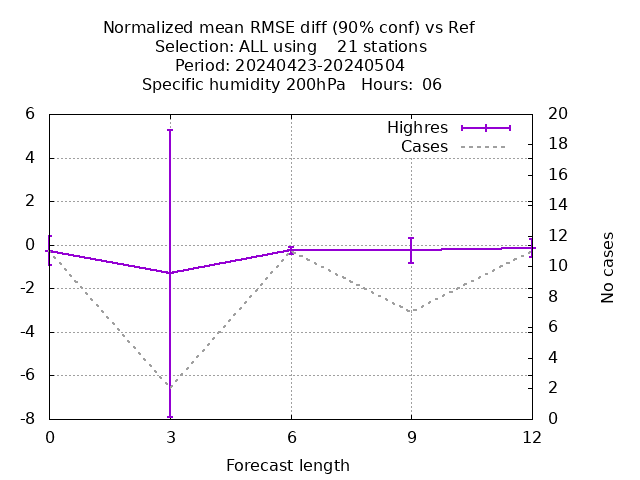 Normalized mean RMSE diff (90% conf) vs Ref
Selection: ALL using    21 stations
Period: 20240423-20240504
Specific humidity 200hPa   Hours:  06
Highres
Cases
6
4
2
0
-2
-4
-6
-8
20
18
16
14
12
10
8
6
4
2
0
No cases
0 3 6 9 12
Forecast length